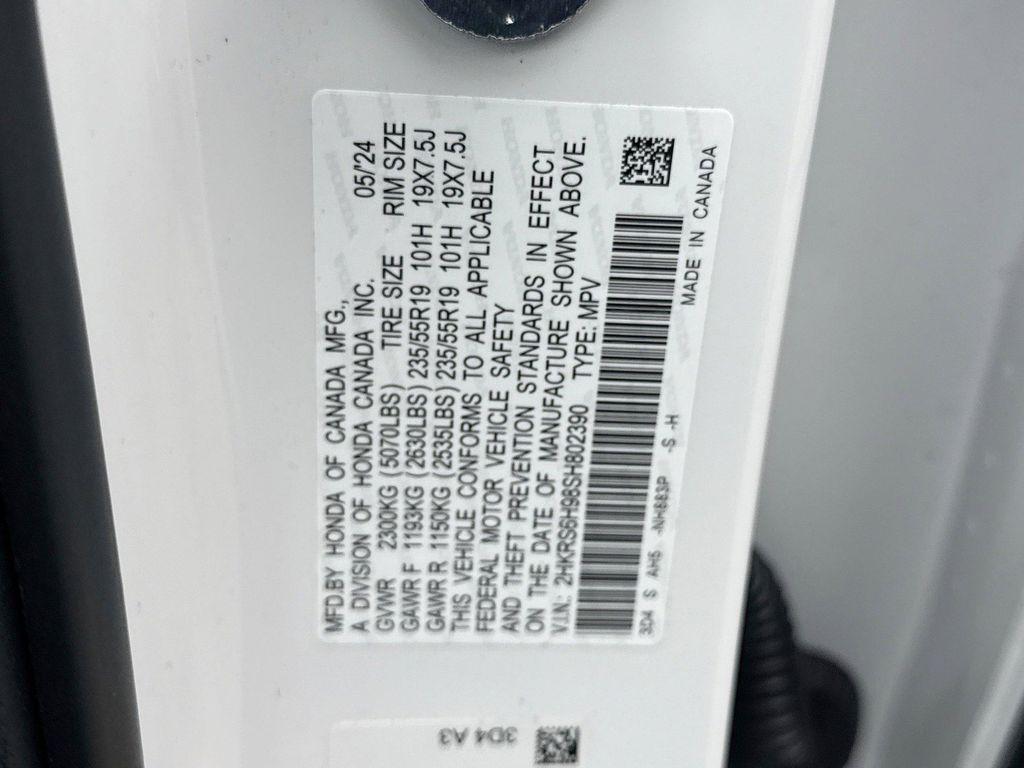 MFD.BY HONDA OF CANADA MFG.,
A DIVISION OF HONDA CANADA INC. 05/'24
GVWR 2300KG (5070LBS) TIRE SIZE RIM SIZE
GAWR F 1193KG (2630LBS) 235/55R19 101H 19X7.5J
GAWR R 1150KG (2535LBS) 235/55R19 101H 19X7.5J
THIS VEHICLE CONFORMS TO ALL APPLICABLE
FEDERAL MOTOR VEHICLE SAFETY
AND THEFT PREVENTION STANDARDS IN EFFECT
ON THE DATE OF MANUFACTURE SHOWN ABOVE.
V.I.N.: 2HKRS6H98SH802390 TYPE: MPV
3D4 S AH5 -NH883P -S -H
MADE IN CANADA
3D4 A3